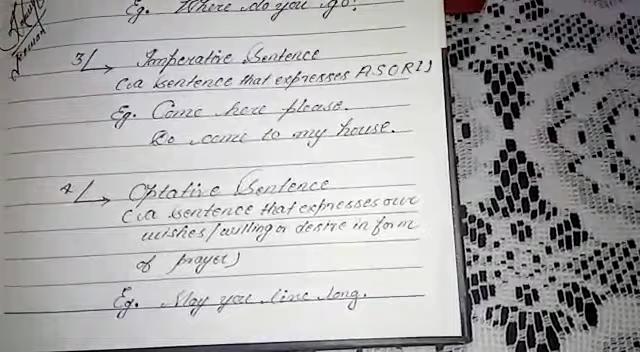 Eg. Where do you go?
3/ → Imperative Sentence
(a sentence that expresses ASORI)
Eg. Come here please.
Do come to my house.
4/ → Optative Sentence
(a sentence that expresses our
wishes/willing or desire in form
of prayer)
Eg. May you live long.